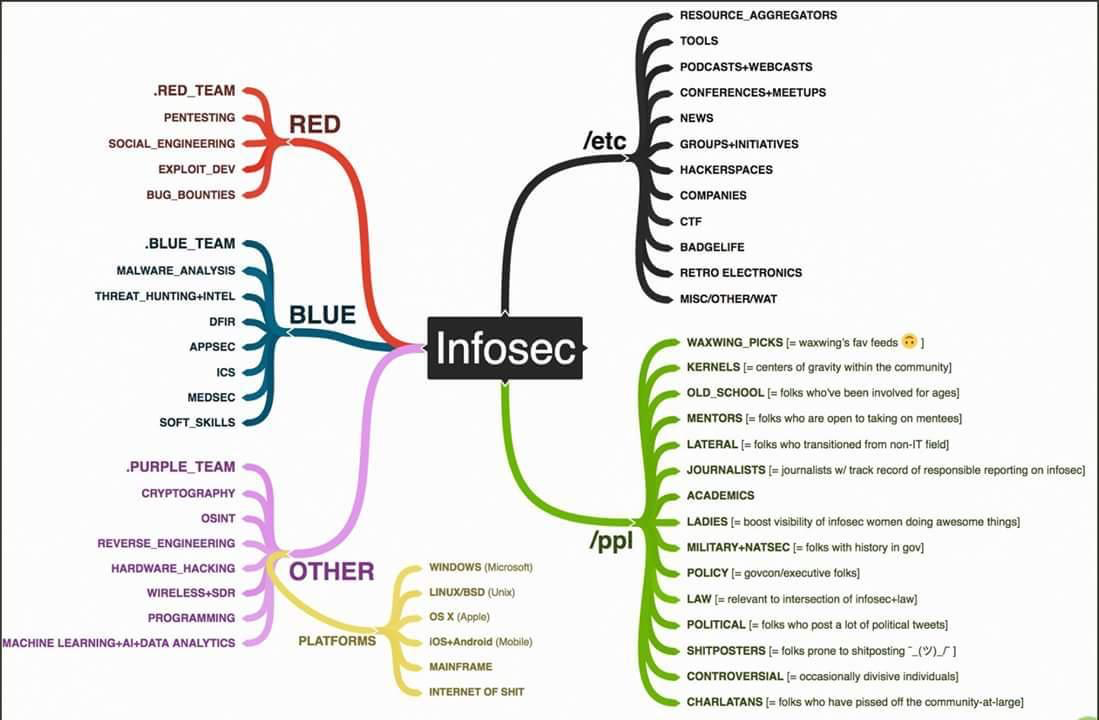 Infosec
RED
.RED_TEAM
PENTESTING
SOCIAL_ENGINEERING
EXPLOIT_DEV
BUG_BOUNTIES
BLUE
.BLUE_TEAM
MALWARE_ANALYSIS
THREAT_HUNTING+INTEL
DFIR
APPSEC
ICS
MEDSEC
SOFT_SKILLS
OTHER
.PURPLE_TEAM
CRYPTOGRAPHY
OSINT
REVERSE_ENGINEERING
HARDWARE_HACKING
WIRELESS+SDR
PROGRAMMING
MACHINE LEARNING+AI+DATA ANALYTICS
PLATFORMS
WINDOWS (Microsoft)
LINUX/BSD (Unix)
OS X (Apple)
iOS+Android (Mobile)
MAINFRAME
INTERNET OF SHIT
/etc
RESOURCE_AGGREGATORS
TOOLS
PODCASTS+WEBCASTS
CONFERENCES+MEETUPS
NEWS
GROUPS+INITIATIVES
HACKERSPACES
COMPANIES
CTF
BADGELIFE
RETRO ELECTRONICS
MISC/OTHER/WAT
/ppl
WAXWING_PICKS [= waxwing's fav feeds 🙃 ]
KERNELS [= centers of gravity within the community]
OLD_SCHOOL [= folks who've been involved for ages]
MENTORS [= folks who are open to taking on mentees]
LATERAL [= folks who transitioned from non-IT field]
JOURNALISTS [= journalists w/ track record of responsible reporting on infosec]
ACADEMICS
LADIES [= boost visibility of infosec women doing awesome things]
MILITARY+NATSEC [= folks with history in gov]
POLICY [= govcon/executive folks]
LAW [= relevant to intersection of infosec+law]
POLITICAL [= folks who post a lot of political tweets]
SHITPOSTERS [= folks prone to shitposting ¯_(ツ)_/¯ ]
CONTROVERSIAL [= occasionally divisive individuals]
CHARLATANS [= folks who have pissed off the community-at-large]